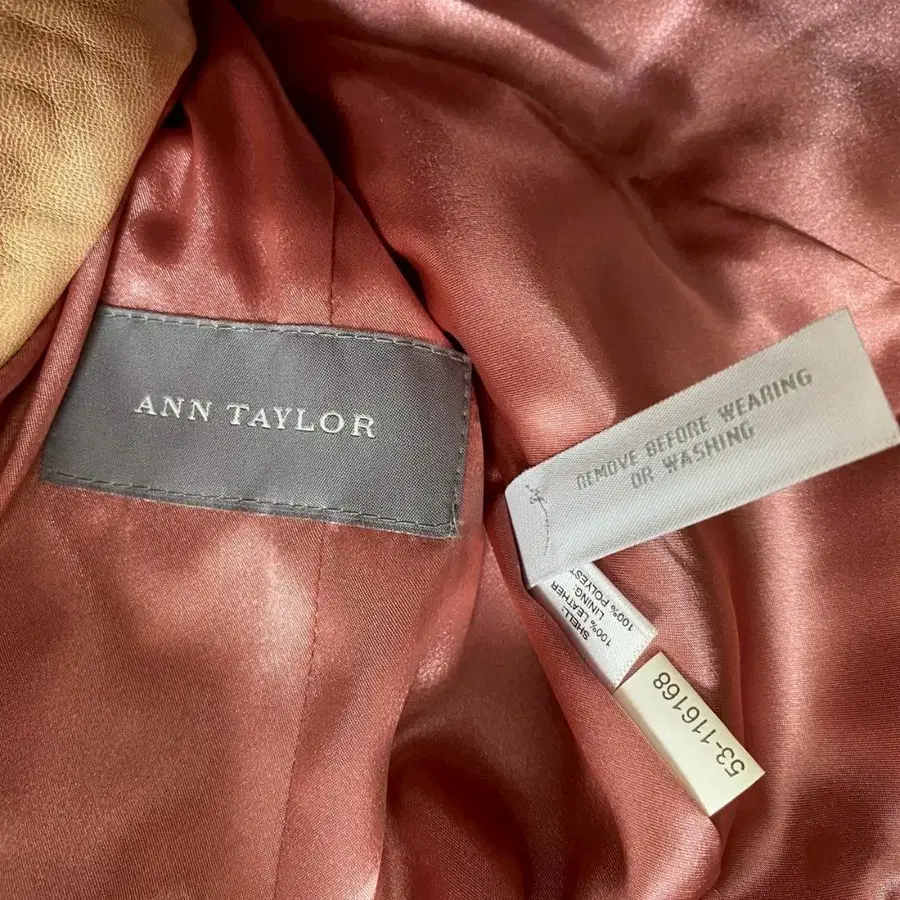 ANN TAYLOR
REMOVE BEFORE WEARING
OR WASHING
SHELL:
100% LEATHER
LINING:
100% POLYEST
53-116168